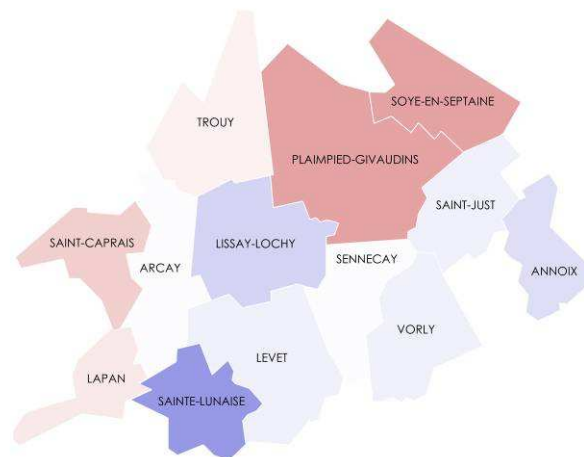 SOYE-EN-SEPTAINE
TROUY
PLAIMPIED-GIVAUDINS
SAINT-JUST
SAINT-CAPRAIS
LISSAY-LOCHY
SENNECAY
ARCAY
ANNOIX
VORLY
LEVET
LAPAN
SAINTE-LUNAISE